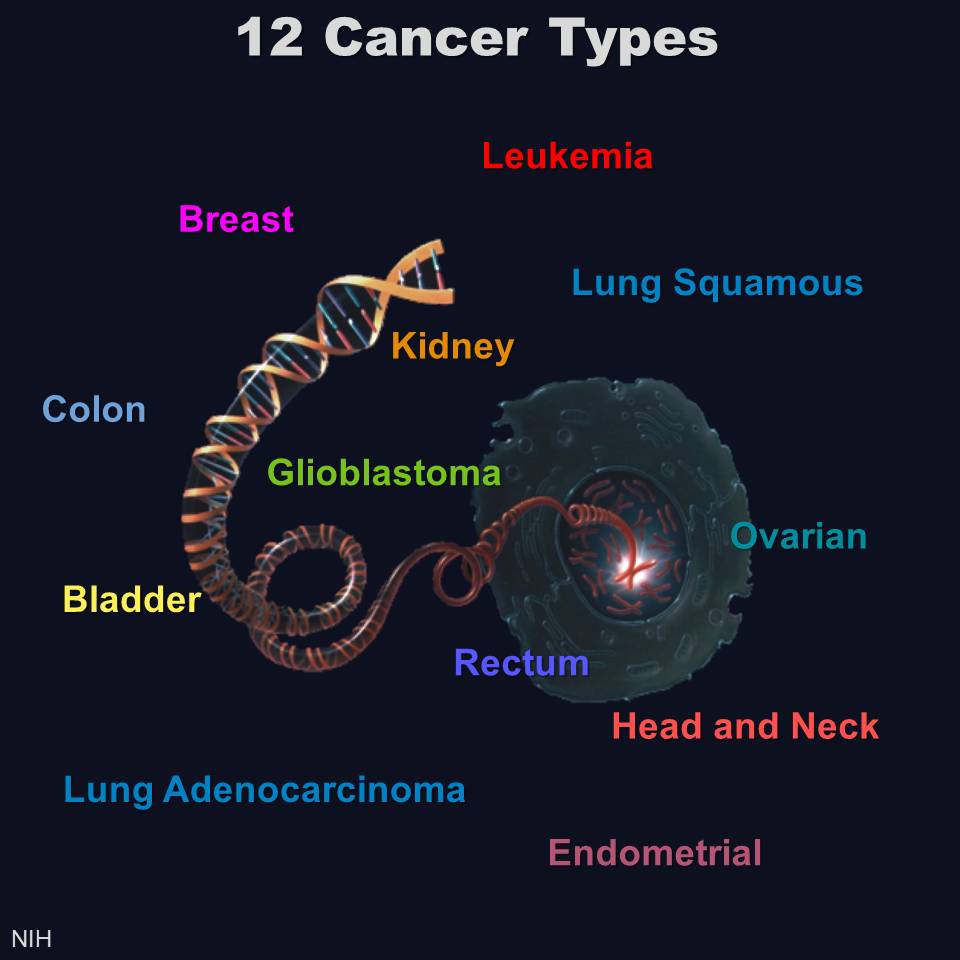 12 Cancer Types
Leukemia
Breast
Lung Squamous
Kidney
Colon
Glioblastoma
Ovarian
Bladder
Rectum
Head and Neck
Lung Adenocarcinoma
Endometrial
NIH